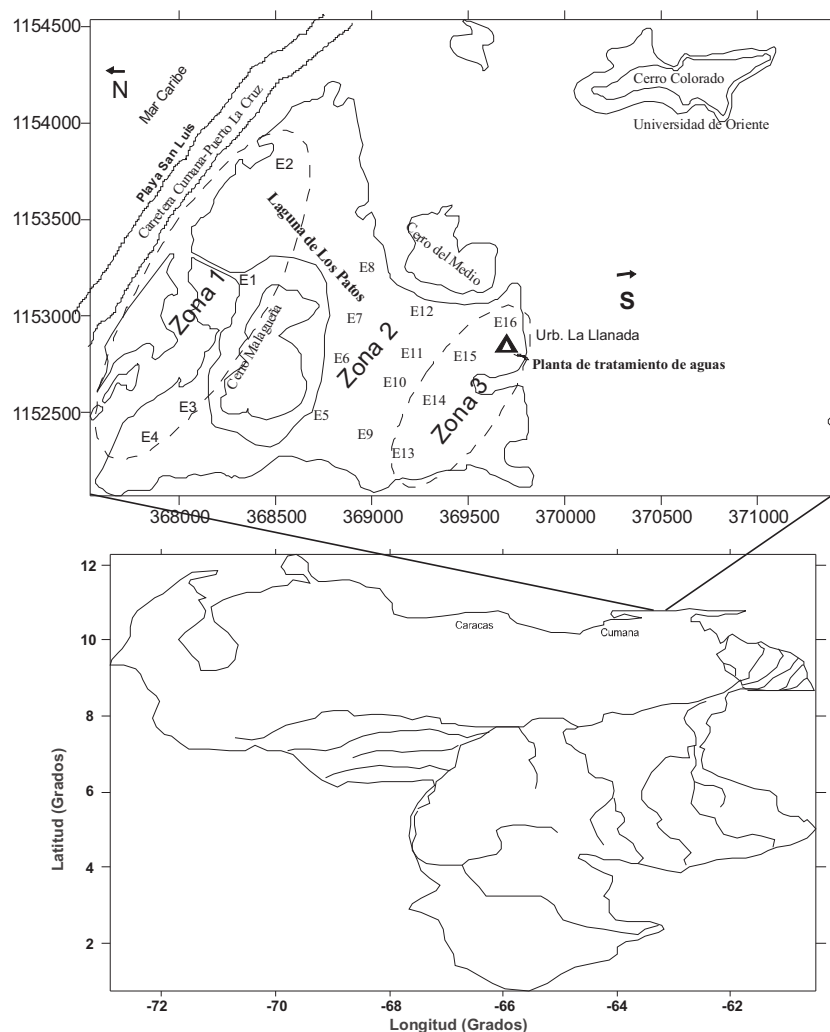 1154500
1154000
1153500
1153000
1152500
N
Mar Caribe
Playa San Luis
Carretera Cumana-Puerto La Cruz
Cerro Colorado
Universidad de Oriente
E2
Laguna de Los Patos
Cerro del Medio
E8
E1
Zona 1
S
E7
E12
E16
Urb. La Llanada
Cerro Malagueña
Zona 2
E6
E11
E15
Planta de tratamiento de aguas
E10
E3
E5
E14
Zona 3
E4
E9
E13
368000 368500 369000 369500 370000 370500 371000
12
10
8
6
4
2
Caracas
Cumana
Latitud (Grados)
-72 -70 -68 -66 -64 -62
Longitud (Grados)